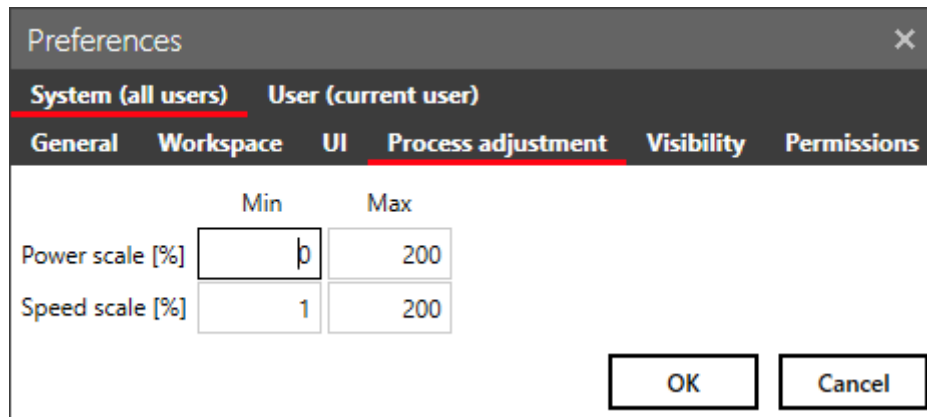 Preferences
System (all users) User (current user)
General Workspace UI Process adjustment Visibility Permissions
Min Max
Power scale [%] 0 200
Speed scale [%] 1 200
OK Cancel